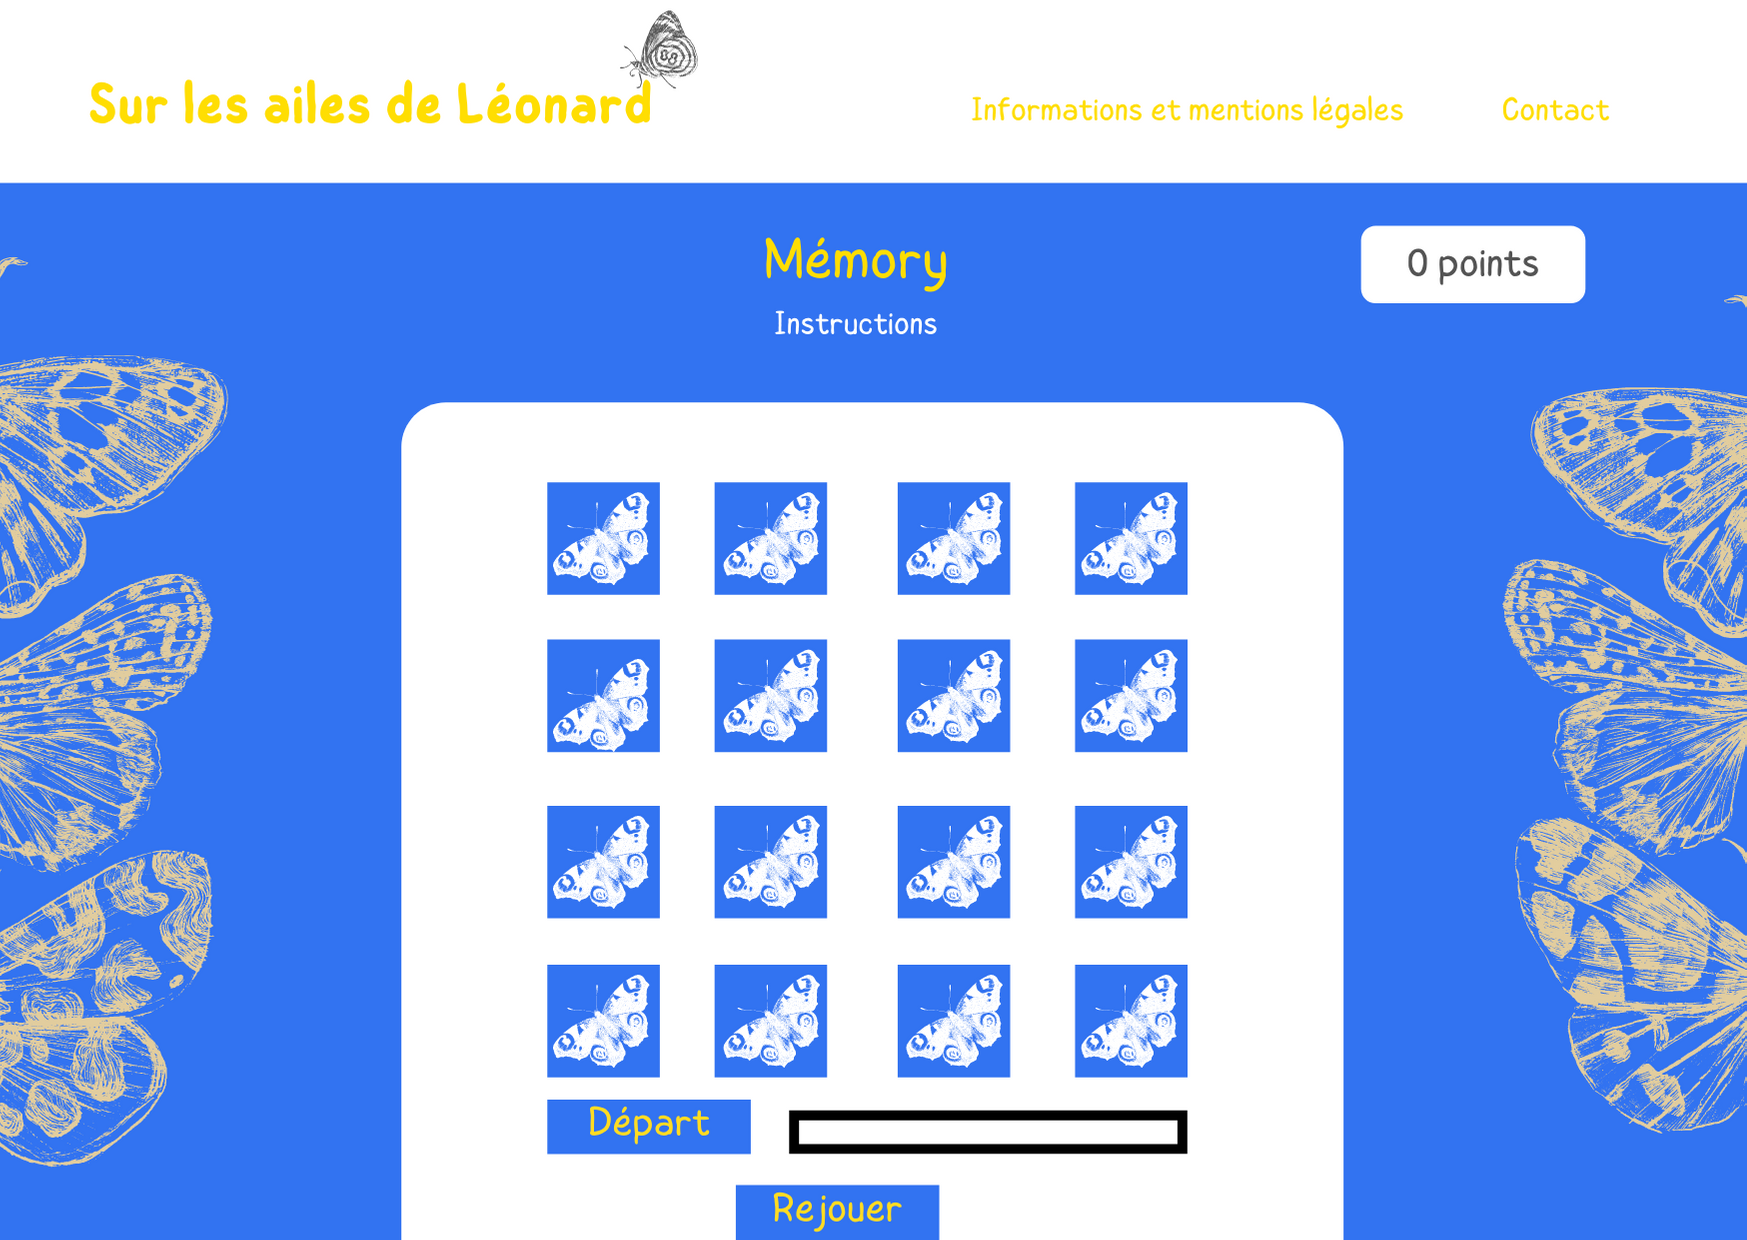 Sur les ailes de Léonard
Informations et mentions légales
Contact
Mémory
0 points
Instructions
Départ
Rejouer